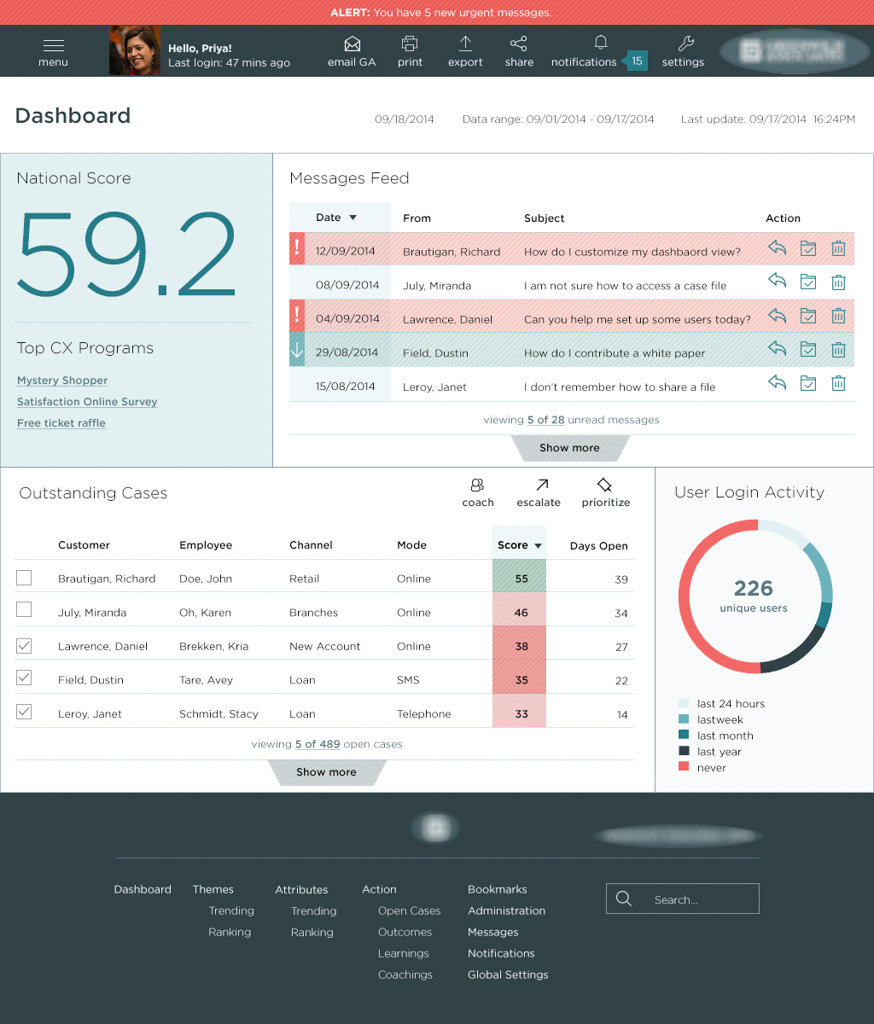 ALERT: You have 5 new urgent messages.
menu
Hello, Priya!
Last login: 47 mins ago
email GA
print
export
share
notifications
15
settings
Dashboard
09/18/2014
Data range: 09/01/2014 - 09/17/2014
Last update: 09/17/2014 16:24PM
National Score
59.2
Top CX Programs
Mystery Shopper
Satisfaction Online Survey
Free ticket raffle
Messages Feed
Date From Subject Action
! 12/09/2014 Brautigan, Richard How do I customize my dashbaord view?
08/09/2014 July, Miranda I am not sure how to access a case file
! 04/09/2014 Lawrence, Daniel Can you help me set up some users today?
29/08/2014 Field, Dustin How do I contribute a white paper
15/08/2014 Leroy, Janet I don't remember how to share a file
viewing 5 of 28 unread messages
Show more
Outstanding Cases
coach
escalate
prioritize
Customer Employee Channel Mode Score Days Open
Brautigan, Richard Doe, John Retail Online 55 39
July, Miranda Oh, Karen Branches Online 46 34
Lawrence, Daniel Brekken, Kria New Account Online 38 27
Field, Dustin Tare, Avey Loan SMS 35 22
Leroy, Janet Schmidt, Stacy Loan Telephone 33 14
viewing 5 of 489 open cases
Show more
User Login Activity
226
unique users
last 24 hours
lastweek
last month
last year
never
Dashboard
Themes
Trending
Ranking
Attributes
Trending
Ranking
Action
Open Cases
Outcomes
Learnings
Coachings
Bookmarks
Administration
Messages
Notifications
Global Settings
Search...